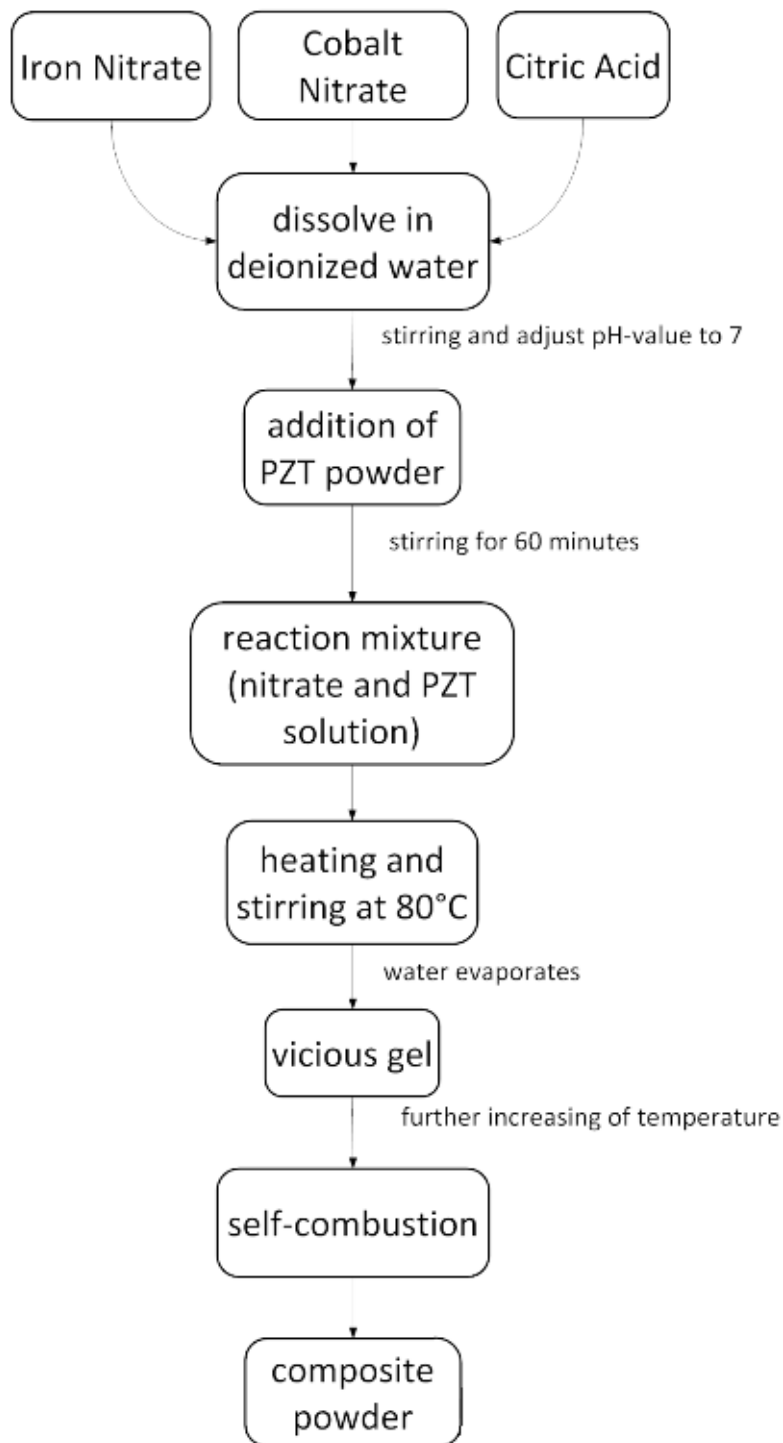 Iron Nitrate
Cobalt
Nitrate
Citric Acid
dissolve in
deionized water
stirring and adjust pH-value to 7
addition of
PZT powder
stirring for 60 minutes
reaction mixture
(nitrate and PZT
solution)
heating and
stirring at 80°C
water evaporates
vicious gel
further increasing of temperature
self-combustion
composite
powder